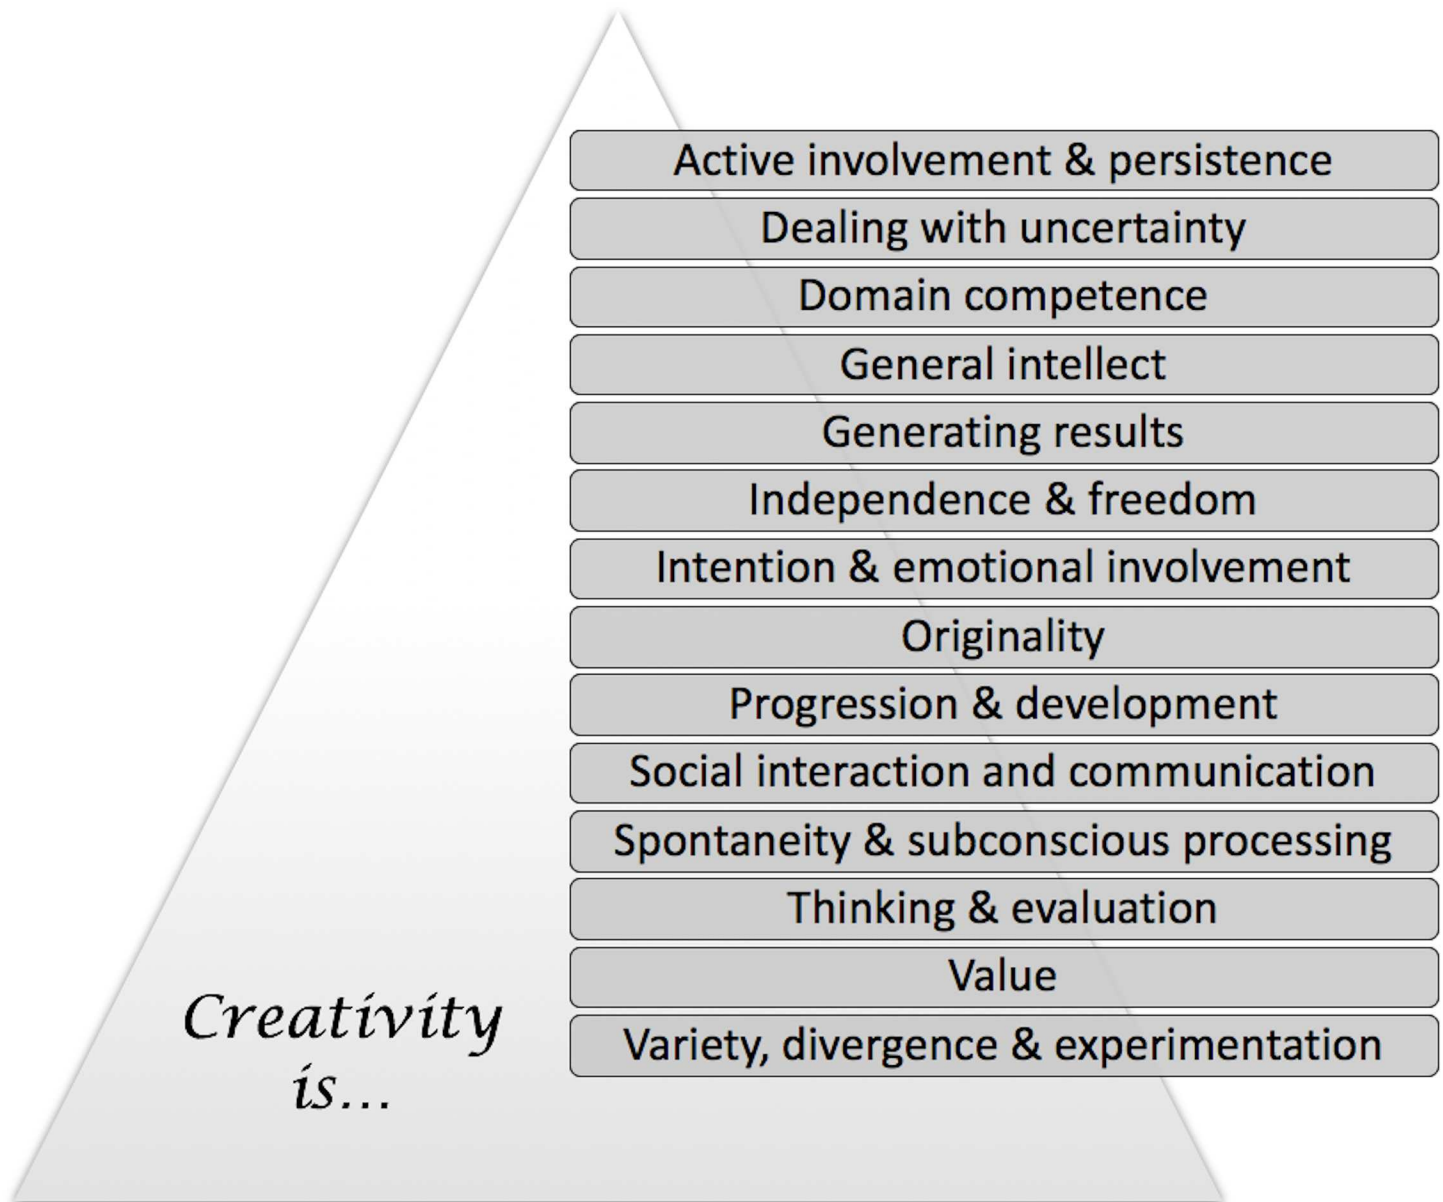 Active involvement & persistence
Dealing with uncertainty
Domain competence
General intellect
Generating results
Independence & freedom
Intention & emotional involvement
Originality
Progression & development
Social interaction and communication
Spontaneity & subconscious processing
Thinking & evaluation
Value
Variety, divergence & experimentation
Creativity
is...